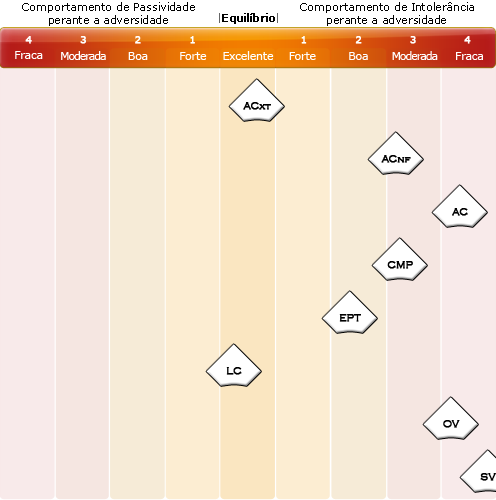 Comportamento de Passividade
perante a adversidade
|Equilíbrio|
Comportamento de Intolerância
perante a adversidade
4 3 2 1 1 2 3 4
Fraca Moderada Boa Forte Excelente Forte Boa Moderada Fraca
ACXT
ACNF
AC
CMP
EPT
LC
OV
SV